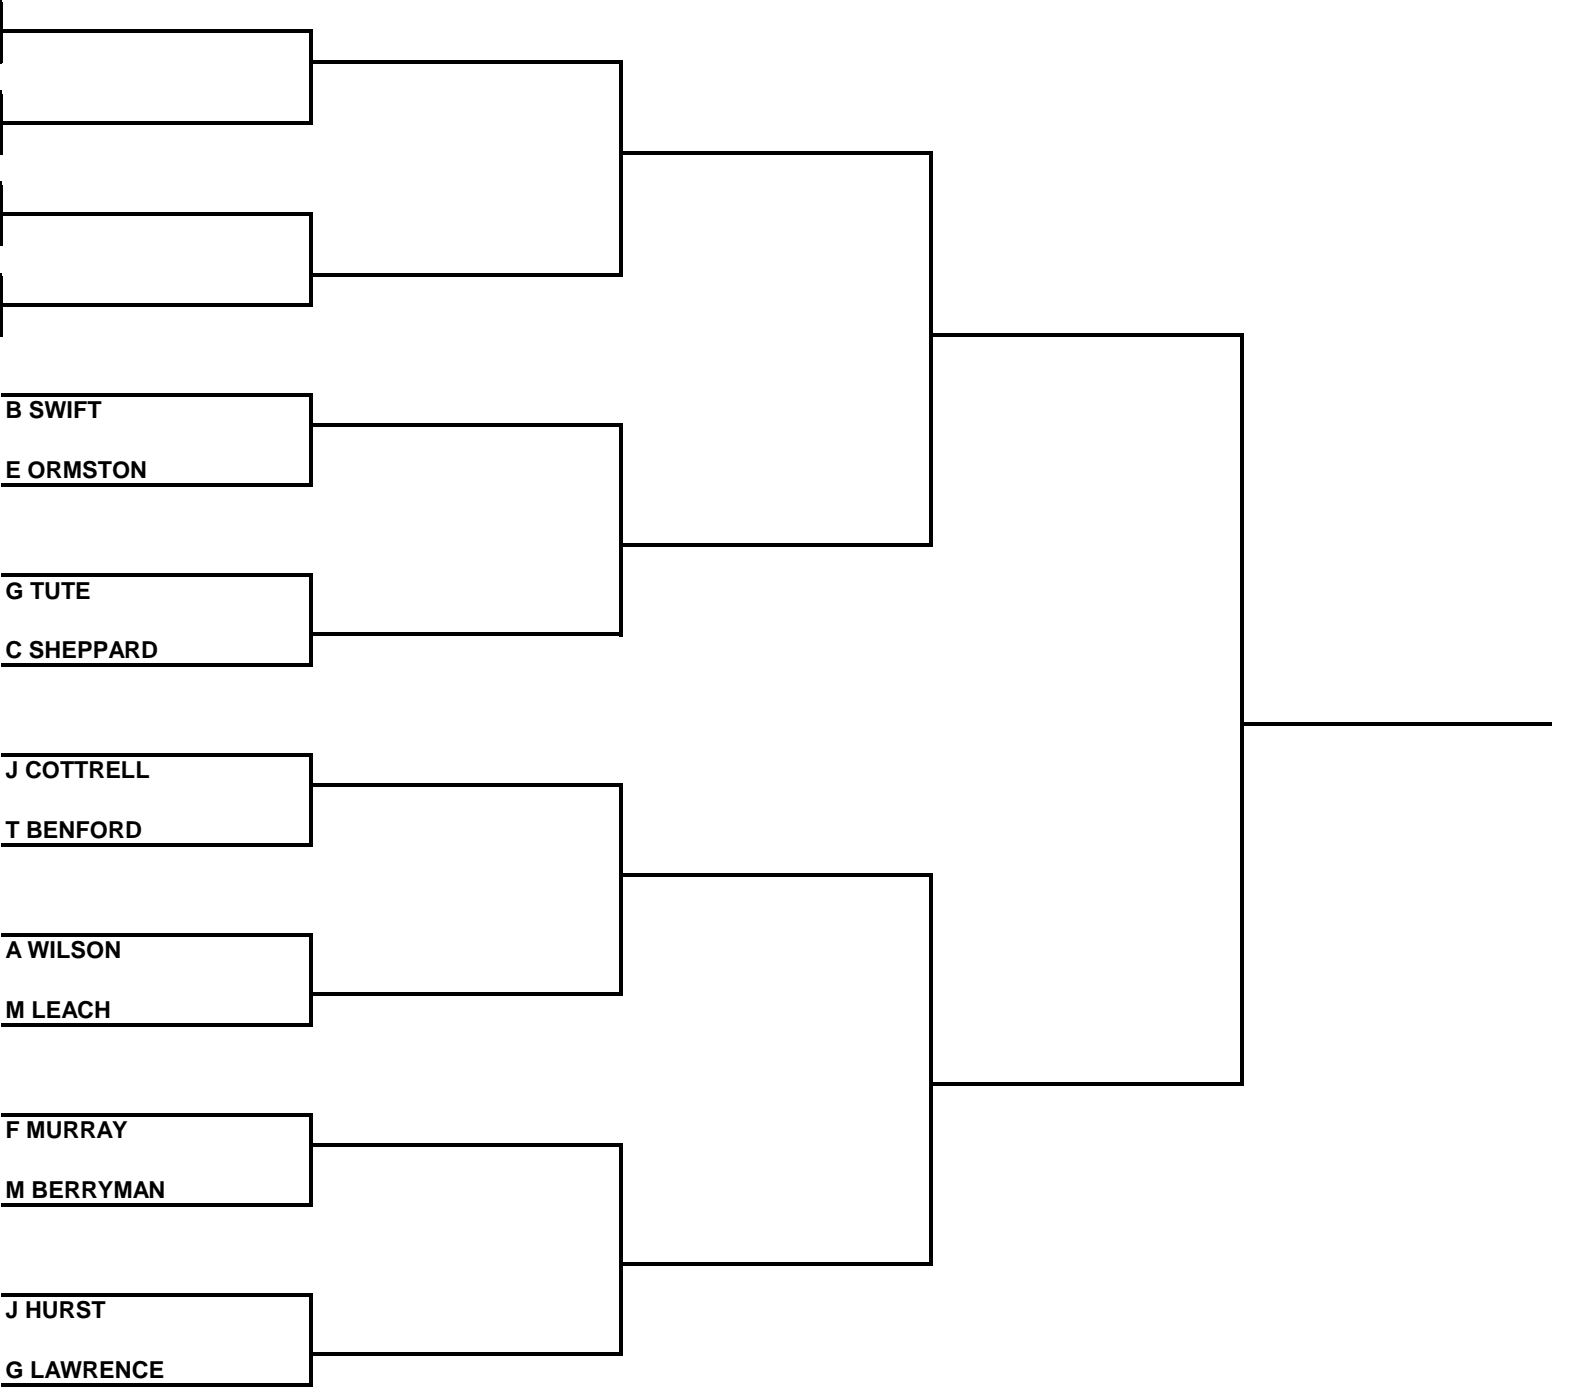 B SWIFT
E ORMSTON
G TUTE
C SHEPPARD
J COTTRELL
T BENFORD
A WILSON
M LEACH
F MURRAY
M BERRYMAN
J HURST
G LAWRENCE